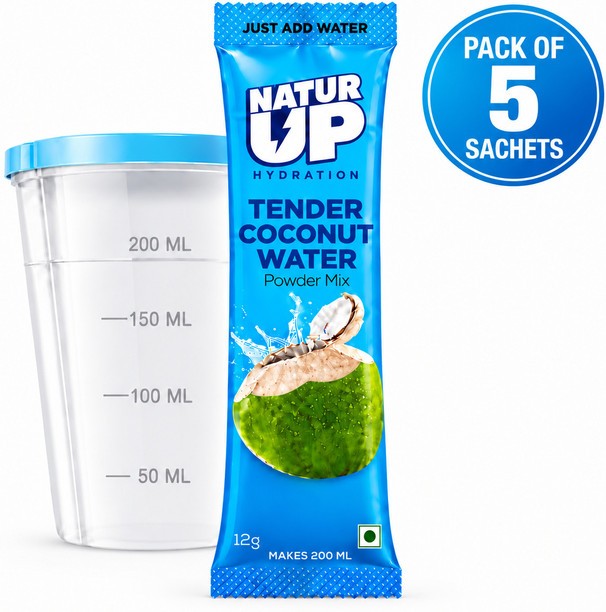 JUST ADD WATER
PACK OF
5
SACHETS
NATUR
UP
HYDRATION
TENDER
COCONUT
WATER
Powder Mix
200 ML
150 ML
100 ML
50 ML
12g
MAKES 200 ML